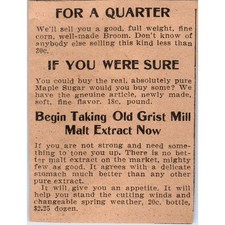 FOR A QUARTER
We'll sell you a good, full weight, fine
corn, well-made Broom. Don't know of
anybody else selling this kind less than
30c.
IF YOU WERE SURE
You could buy the real, absolutely pure
Maple Sugar would you buy some? We
have the gneuine article, newly made,
soft, fine flavor. 18c. pound.
Begin Taking Old Grist Mill
Malt Extract Now
If you are not strong and need some-
thing to tone you up. There is no bet-
ter malt extract on the market, mighty
few as good. It agrees with a delicate
stomach much better than any other
pure extract.
It will give you an appetite. It will
help you stand the cutting winds and
changeable spring weather, 20c. bottle,
$2.25 dozen.